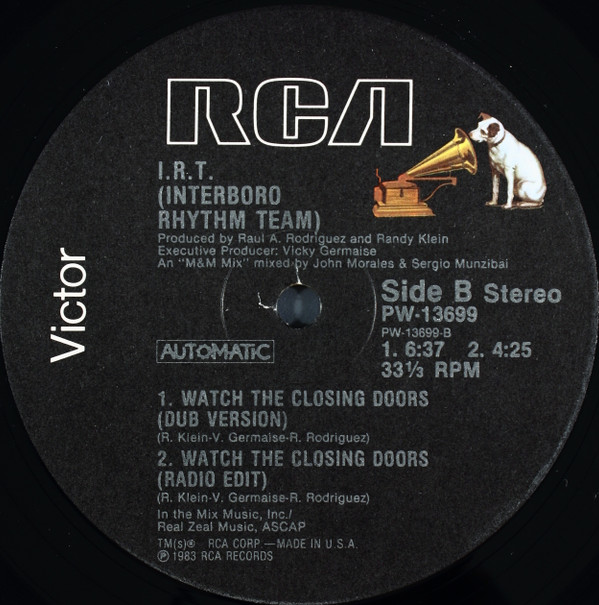 RCA
I.R.T.
(INTERBORO
RHYTHM TEAM)
Produced by Raul A. Rodriguez and Randy Klein
Executive Producer: Vicky Germaise
An "M&M Mix" mixed by John Morales & Sergio Munzibai
Victor
Side B Stereo
PW-13699
PW-13699-B
1. 6:37 2. 4:25
33⅓ RPM
AUTOMATIC
1. WATCH THE CLOSING DOORS
(DUB VERSION)
(R. Klein-V. Germaise-R. Rodriguez)
2. WATCH THE CLOSING DOORS
(RADIO EDIT)
(R. Klein-V. Germaise-R. Rodriguez)
In the Mix Music, Inc./
Real Zeal Music, ASCAP
TM(s)® RCA CORP.—MADE IN U.S.A.
℗ 1983 RCA RECORDS